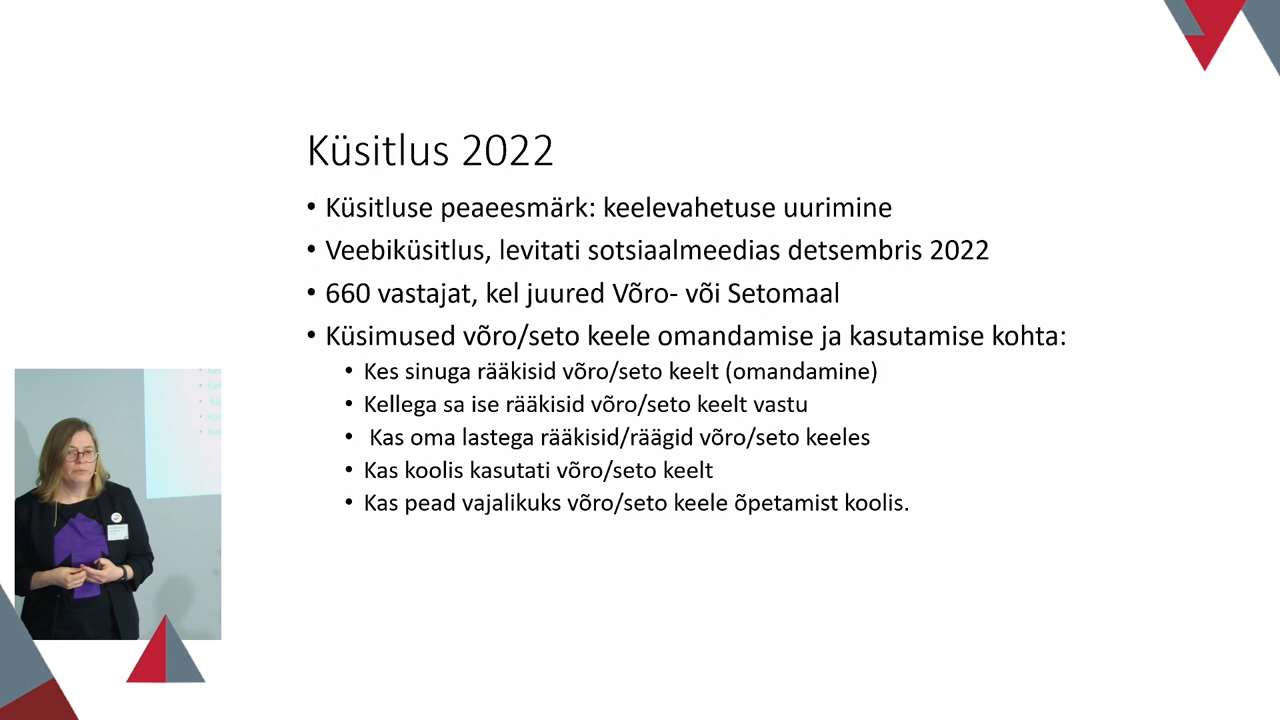 Küsitlus 2022
• Küsitluse peaeesmärk: keelevahetuse uurimine
• Veebiküsitlus, levitati sotsiaalmeedias detsembris 2022
• 660 vastajat, kel juured Võro- või Setomaal
• Küsimused võro/seto keele omandamise ja kasutamise kohta:
• Kes sinuga rääkisid võro/seto keelt (omandamine)
• Kellega sa ise rääkisid võro/seto keelt vastu
• Kas oma lastega rääkisid/räägid võro/seto keeles
• Kas koolis kasutati võro/seto keelt
• Kas pead vajalikuks võro/seto keele õpetamist koolis.